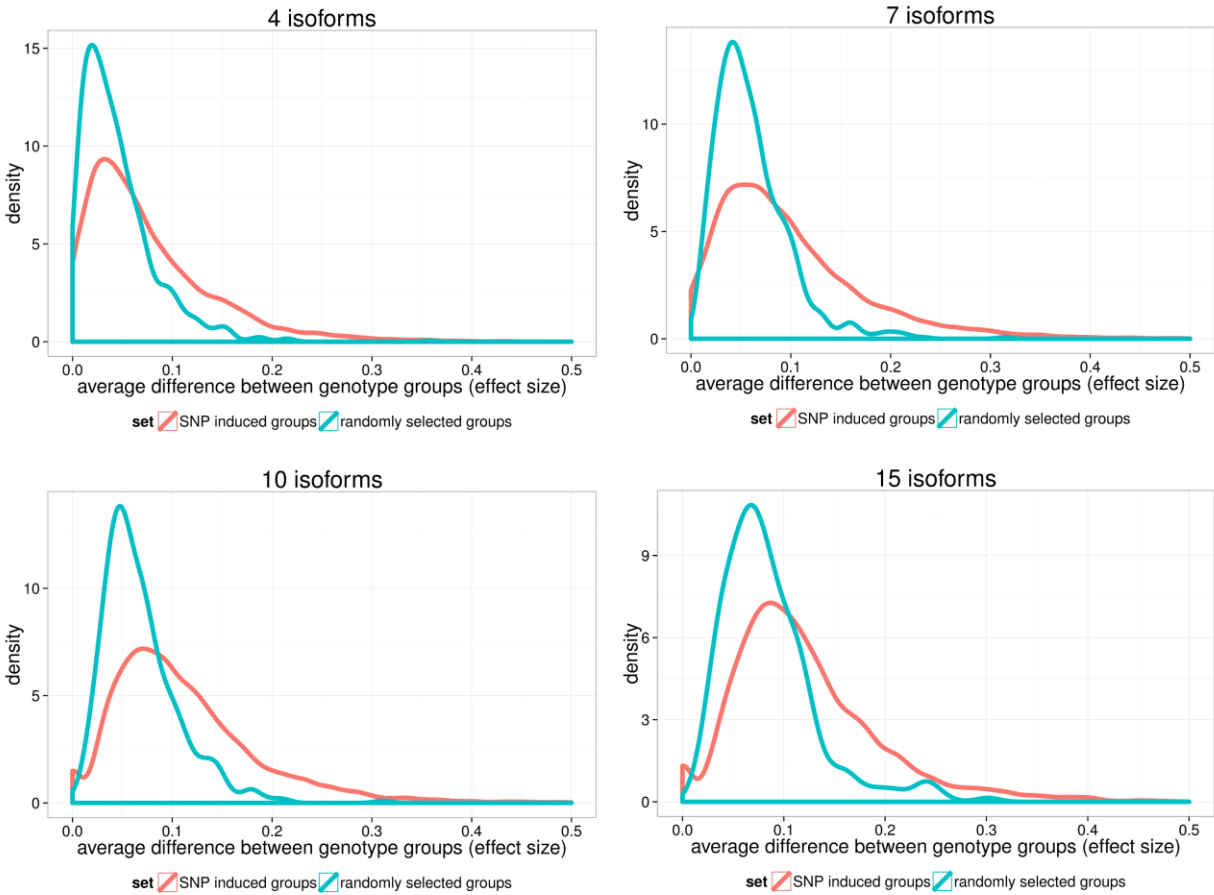 4 isoforms
15
10
5
0
density
0.0 0.1 0.2 0.3 0.4 0.5
average difference between genotype groups (effect size)
set SNP induced groups randomly selected groups
7 isoforms
10
5
0
density
0.0 0.1 0.2 0.3 0.4 0.5
average difference between genotype groups (effect size)
set SNP induced groups randomly selected groups
10 isoforms
10
5
0
density
0.0 0.1 0.2 0.3 0.4 0.5
average difference between genotype groups (effect size)
set SNP induced groups randomly selected groups
15 isoforms
9
6
3
0
density
0.0 0.1 0.2 0.3 0.4 0.5
average difference between genotype groups (effect size)
set SNP induced groups randomly selected groups